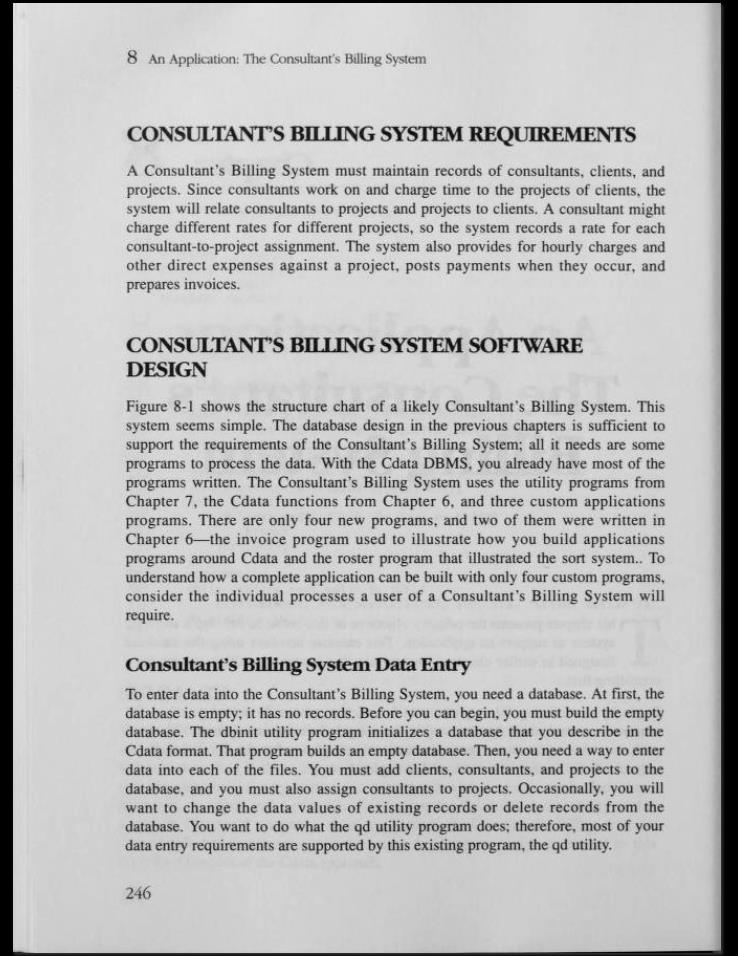 8 An Application: The Consultant's Billing System
CONSULTANT'S BILLING SYSTEM REQUIREMENTS
A Consultant's Billing System must maintain records of consultants, clients, and
projects. Since consultants work on and charge time to the projects of clients, the
system will relate consultants to projects and projects to clients. A consultant might
charge different rates for different projects, so the system records a rate for each
consultant-to-project assignment. The system also provides for hourly charges and
other direct expenses against a project, posts payments when they occur, and
prepares invoices.
CONSULTANT'S BILLING SYSTEM SOFTWARE
DESIGN
Figure 8-1 shows the structure chart of a likely Consultant's Billing System. This
system seems simple. The database design in the previous chapters is sufficient to
support the requirements of the Consultant's Billing System; all it needs are some
programs to process the data. With the Cdata DBMS, you already have most of the
programs written. The Consultant's Billing System uses the utility programs from
Chapter 7, the Cdata functions from Chapter 6, and three custom applications
programs. There are only four new programs, and two of them were written in
Chapter 6—the invoice program used to illustrate how you build applications
programs around Cdata and the roster program that illustrated the sort system.. To
understand how a complete application can be built with only four custom programs,
consider the individual processes a user of a Consultant's Billing System will
require.
Consultant's Billing System Data Entry
To enter data into the Consultant's Billing System, you need a database. At first, the
database is empty; it has no records. Before you can begin, you must build the empty
database. The dbinit utility program initializes a database that you describe in the
Cdata format. That program builds an empty database. Then, you need a way to enter
data into each of the files. You must add clients, consultants, and projects to the
database, and you must also assign consultants to projects. Occasionally, you will
want to change the data values of existing records or delete records from the
database. You want to do what the qd utility program does; therefore, most of your
data entry requirements are supported by this existing program, the qd utility.
246